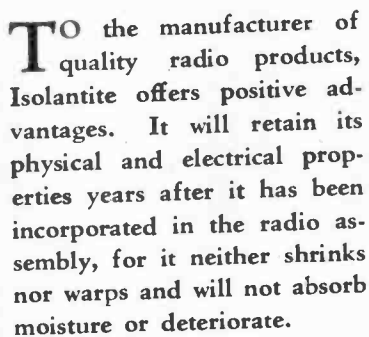 TO the manufacturer of
quality radio products,
Isolantite offers positive ad-
vantages. It will retain its
physical and electrical prop-
erties years after it has been
incorporated in the radio as-
sembly, for it neither shrinks
nor warps and will not absorb
moisture or deteriorate.